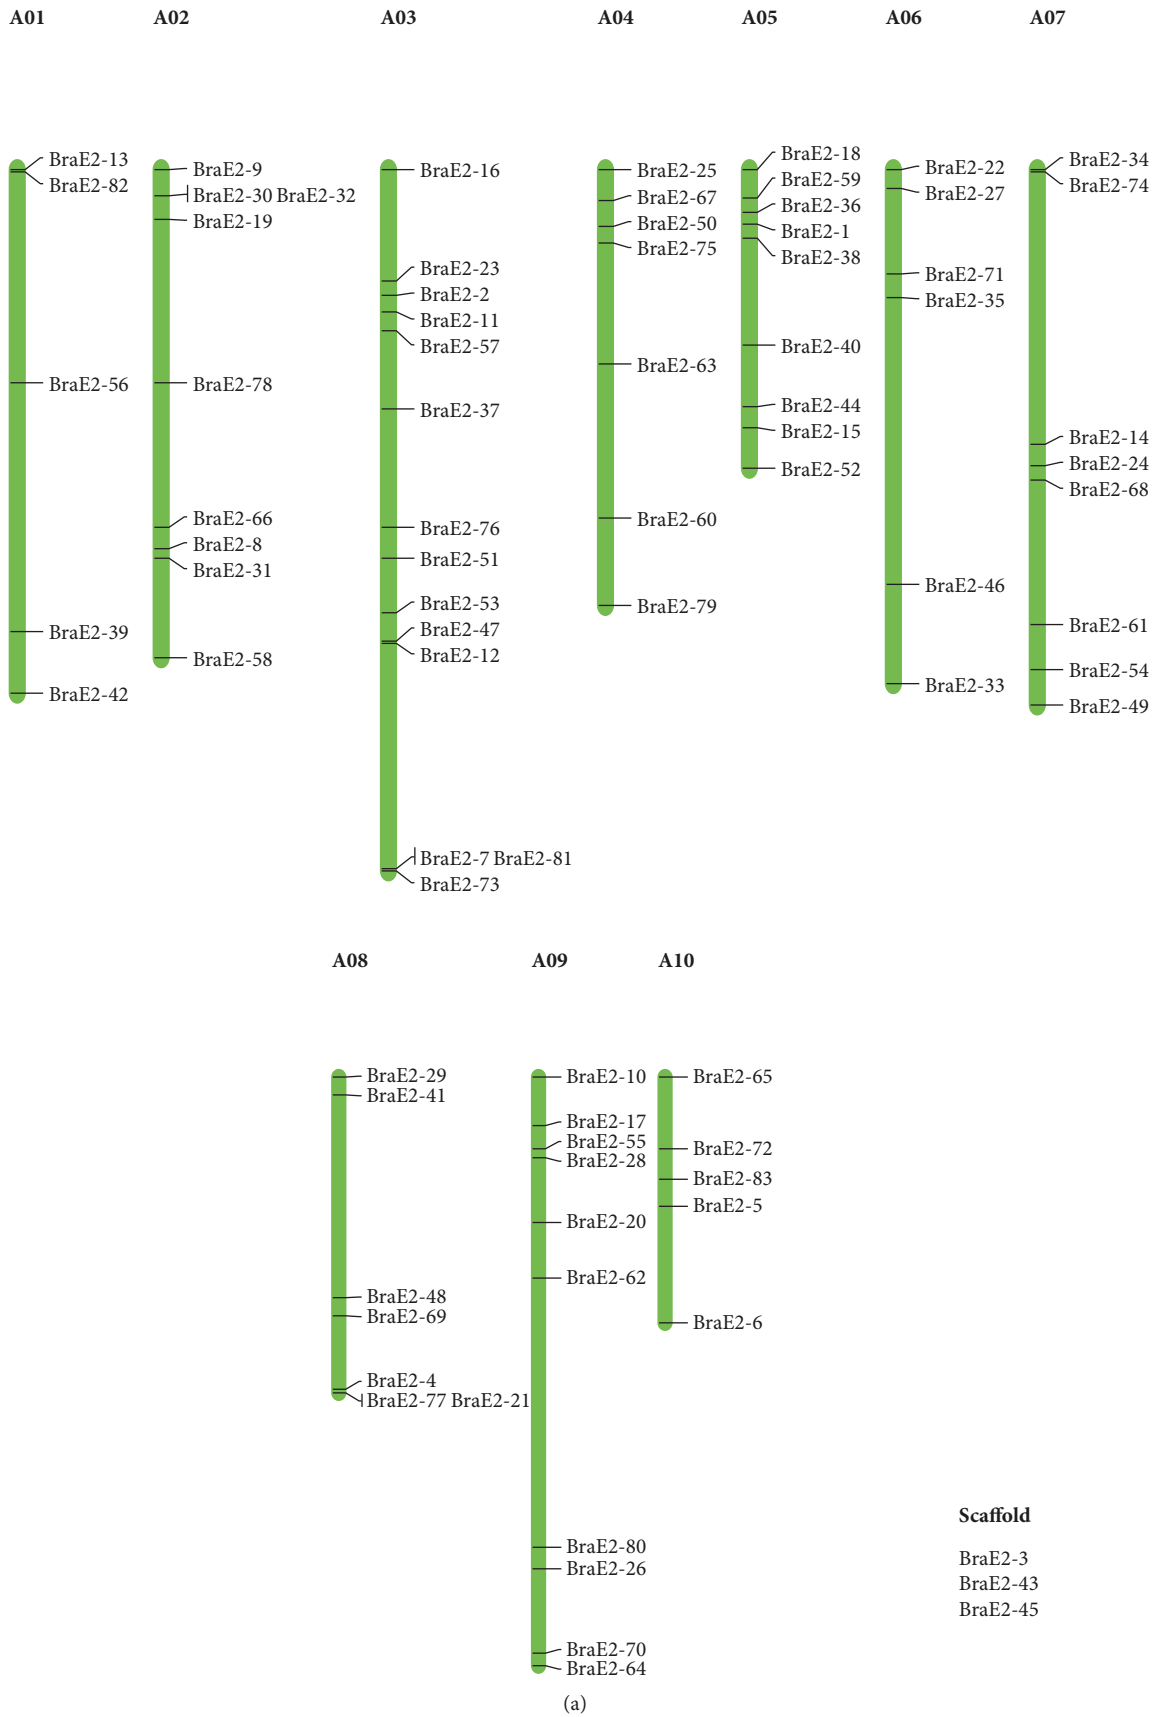 A01
A02
A03
A04
A05
A06
A07
BraE2-13
BraE2-82
BraE2-56
BraE2-39
BraE2-42
BraE2-9
BraE2-30 BraE2-32
BraE2-19
BraE2-78
BraE2-66
BraE2-8
BraE2-31
BraE2-58
BraE2-16
BraE2-23
BraE2-2
BraE2-11
BraE2-57
BraE2-37
BraE2-76
BraE2-51
BraE2-53
BraE2-47
BraE2-12
BraE2-7 BraE2-81
BraE2-73
BraE2-25
BraE2-67
BraE2-50
BraE2-75
BraE2-63
BraE2-60
BraE2-79
BraE2-18
BraE2-59
BraE2-36
BraE2-1
BraE2-38
BraE2-40
BraE2-44
BraE2-15
BraE2-52
BraE2-22
BraE2-27
BraE2-71
BraE2-35
BraE2-46
BraE2-33
BraE2-34
BraE2-74
BraE2-14
BraE2-24
BraE2-68
BraE2-61
BraE2-54
BraE2-49
A08
A09
A10
BraE2-29
BraE2-41
BraE2-48
BraE2-69
BraE2-4
BraE2-77 BraE2-21
BraE2-10
BraE2-17
BraE2-55
BraE2-28
BraE2-20
BraE2-62
BraE2-80
BraE2-26
BraE2-70
BraE2-64
BraE2-65
BraE2-72
BraE2-83
BraE2-5
BraE2-6
Scaffold
BraE2-3
BraE2-43
BraE2-45
(a)